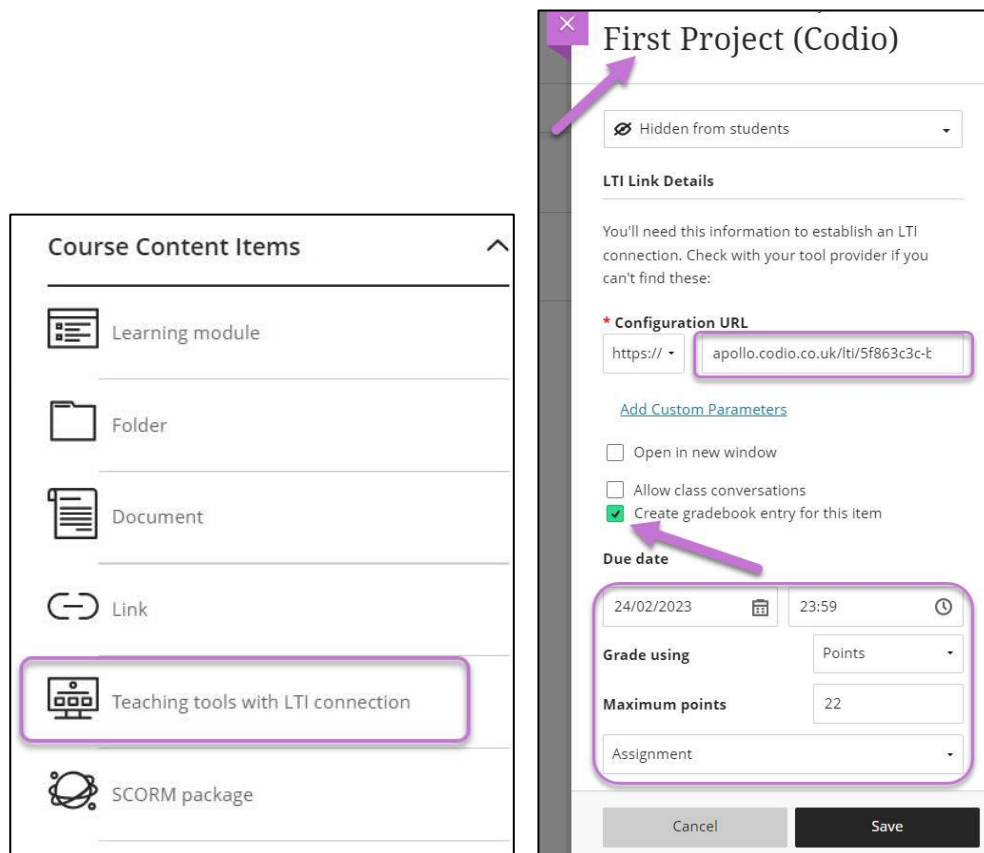 Course Content Items
Learning module
Folder
Document
Link
Teaching tools with LTI connection
SCORM package
First Project (Codio)
Hidden from students
LTI Link Details
You'll need this information to establish an LTI
connection. Check with your tool provider if you
can't find these:
* Configuration URL
https:// apollo.codio.co.uk/lti/5f863c3c-b
Add Custom Parameters
Open in new window
Allow class conversations
Create gradebook entry for this item
Due date
24/02/2023 23:59
Grade using Points
Maximum points 22
Assignment
Cancel Save